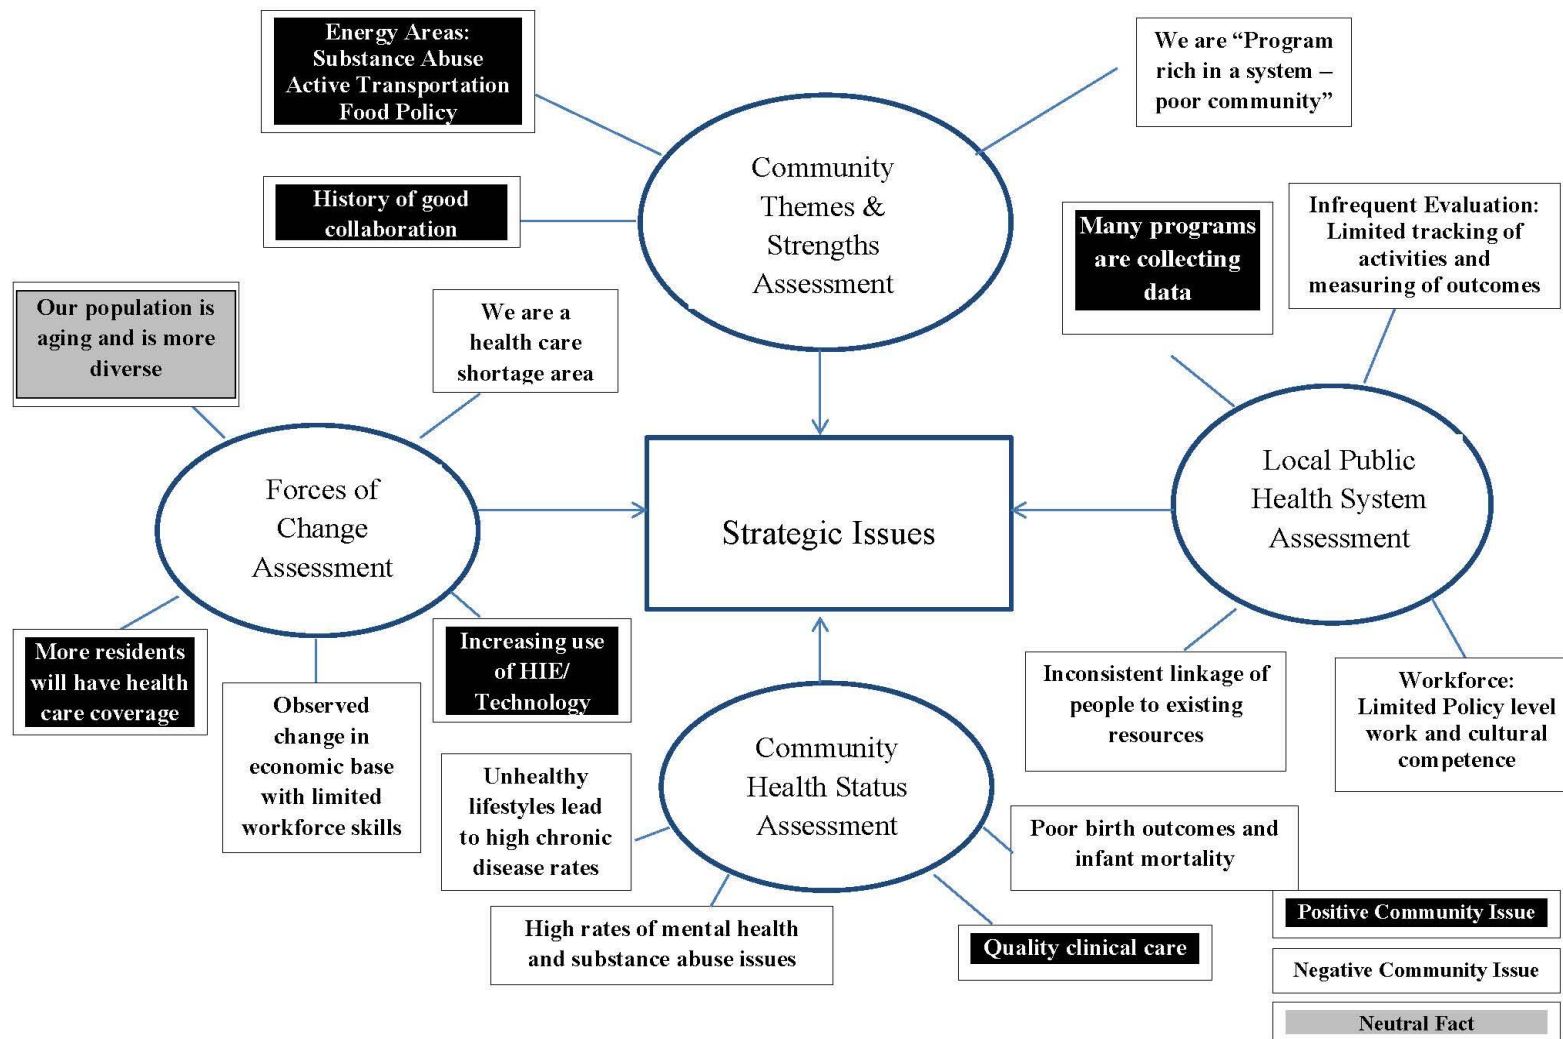 Energy Areas:
Substance Abuse
Active Transportation
Food Policy
We are “Program
rich in a system –
poor community”
History of good
collaboration
Community
Themes &
Strengths
Assessment
Many programs
are collecting
data
Infrequent Evaluation:
Limited tracking of
activities and
measuring of outcomes
Our population is
aging and is more
diverse
We are a
health care
shortage area
Forces of
Change
Assessment
Strategic Issues
Local Public
Health System
Assessment
More residents
will have health
care coverage
Observed
change in
economic base
with limited
workforce skills
Increasing use
of HIE/
Technology
Inconsistent linkage of
people to existing
resources
Workforce:
Limited Policy level
work and cultural
competence
Community
Health Status
Assessment
Unhealthy
lifestyles lead
to high chronic
disease rates
Poor birth outcomes and
infant mortality
High rates of mental health
and substance abuse issues
Quality clinical care
Positive Community Issue
Negative Community Issue
Neutral Fact